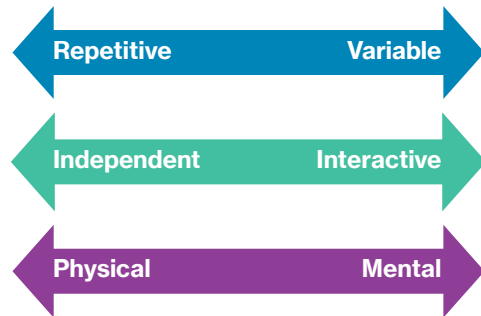 Repetitive Variable
Independent Interactive
Physical Mental